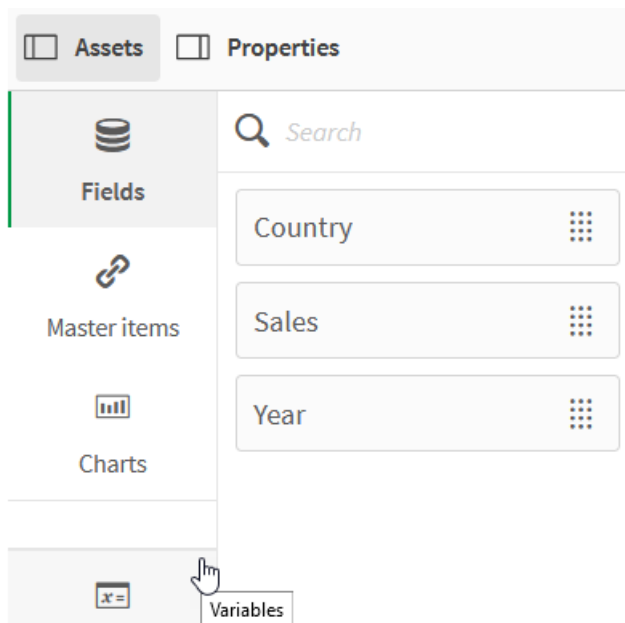 Assets Properties
Fields
Search
Country
Master items
Sales
Year
Charts
x=
Variables